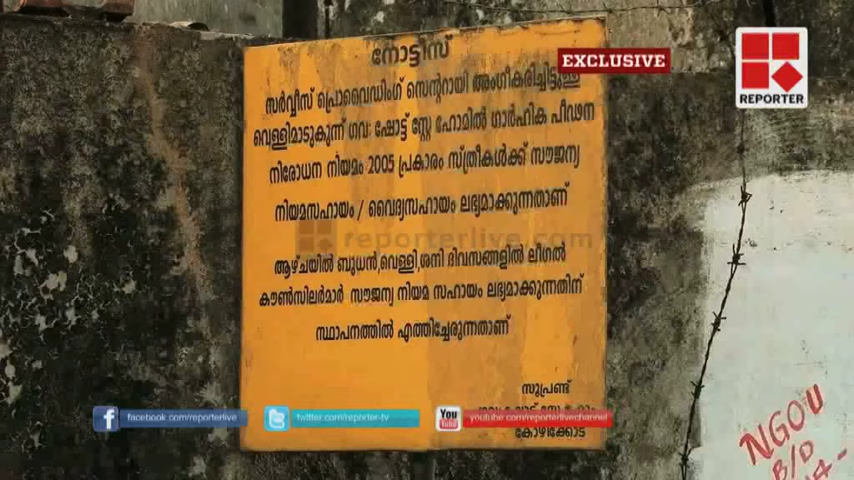 നോട്ടീസ്
EXCLUSIVE
REPORTER
സർവ്വീസ് പ്രൊവൈഡിംഗ് സെന്ററായി അംഗീകരിച്ചിട്ടുള്ള
വെള്ളിമാടുകുന്ന് ഗവ: ഷോട്ട് സ്റ്റേ ഹോമിൽ ഗാർഹിക പീഢന
നിരോധന നിയമം 2005 പ്രകാരം സ്ത്രീകൾക്ക് സൗജന്യ
നിയമസഹായം / വൈദ്യസഹായം ലഭ്യമാക്കുന്നതാണ്
reporterlive.com
ആഴ്ചയിൽ ബുധൻ,വെള്ളി,ശനി ദിവസങ്ങളിൽ ലീഗൽ
കൗൺസിലർമാർ സൗജന്യ നിയമ സഹായം ലഭ്യമാക്കുന്നതിന്
സ്ഥാപനത്തിൽ എത്തിച്ചേരുന്നതാണ്
സൂപ്രണ്ട്
facebook.com/reporterlive
twitter.com/reporter-tv
You Tube
youtube.com/reporterlivechannel
കോഴിക്കോട്
NGOU
B/D